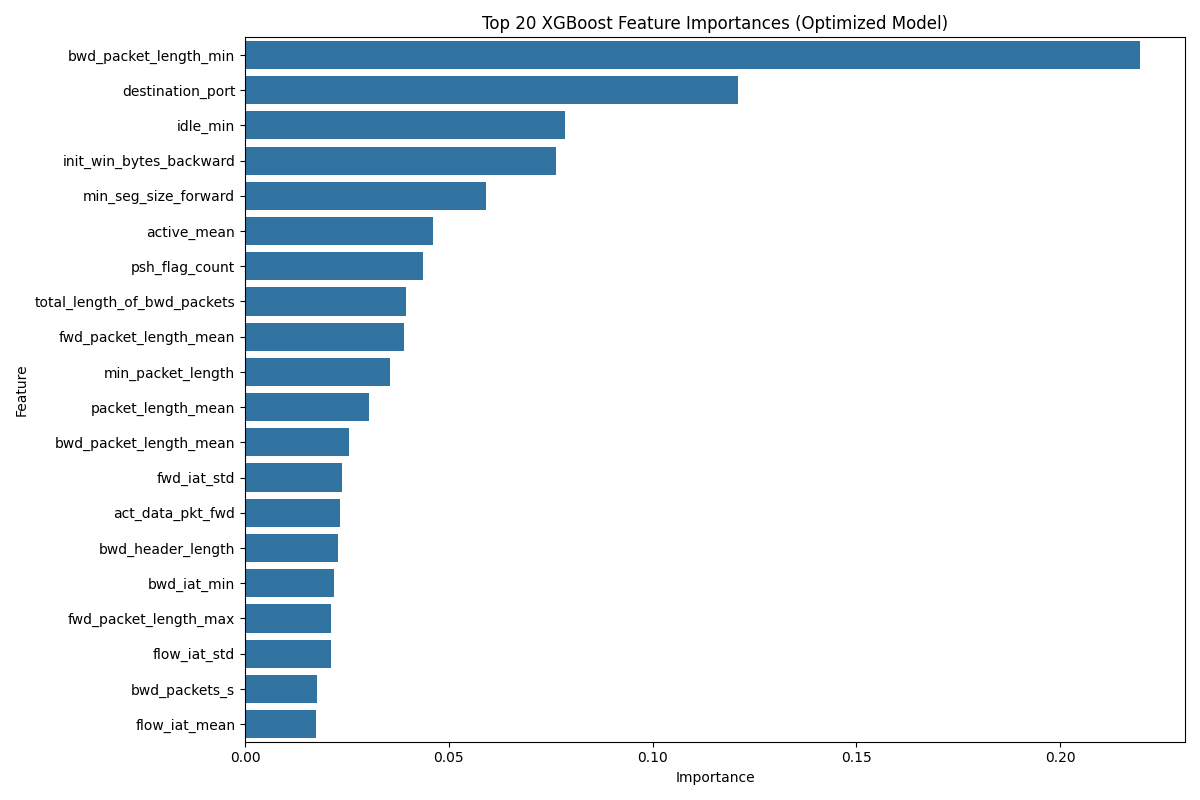 Top 20 XGBoost Feature Importances (Optimized Model)
bwd_packet_length_min
destination_port
idle_min
init_win_bytes_backward
min_seg_size_forward
active_mean
psh_flag_count
total_length_of_bwd_packets
fwd_packet_length_mean
min_packet_length
packet_length_mean
bwd_packet_length_mean
fwd_iat_std
act_data_pkt_fwd
bwd_header_length
bwd_iat_min
fwd_packet_length_max
flow_iat_std
bwd_packets_s
flow_iat_mean
Feature
0.00 0.05 0.10 0.15 0.20
Importance